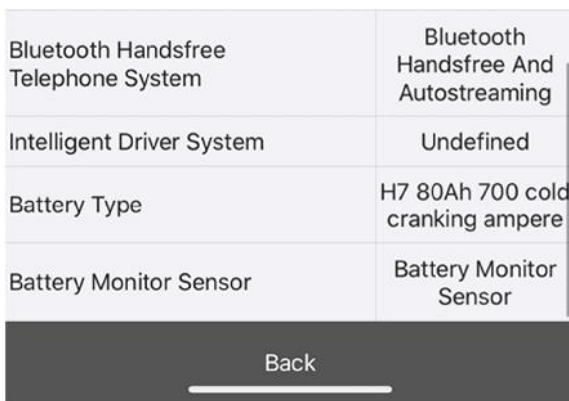 Bluetooth Handsfree
Telephone System
Bluetooth
Handsfree And
Autostreaming
Intelligent Driver System
Undefined
Battery Type
H7 80Ah 700 cold
cranking ampere
Battery Monitor Sensor
Battery Monitor
Sensor
Back